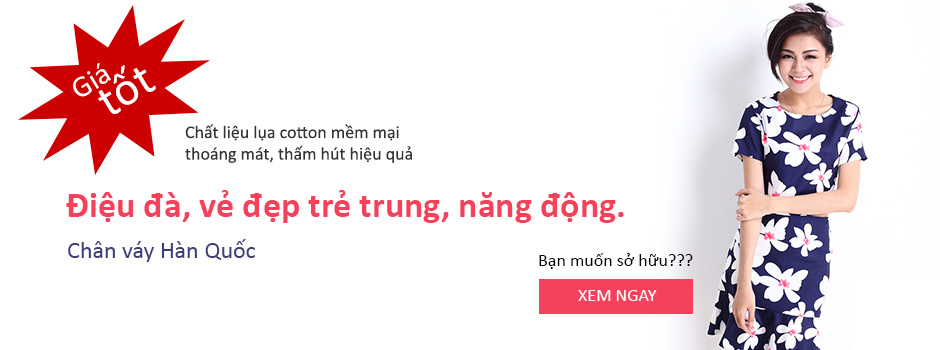 Giá
tốt
Chất liệu lụa cotton mềm mại
thoáng mát, thấm hút hiệu quả
Điệu đà, vẻ đẹp trẻ trung, năng động.
Chân váy Hàn Quốc
Bạn muốn sở hữu???
XEM NGAY